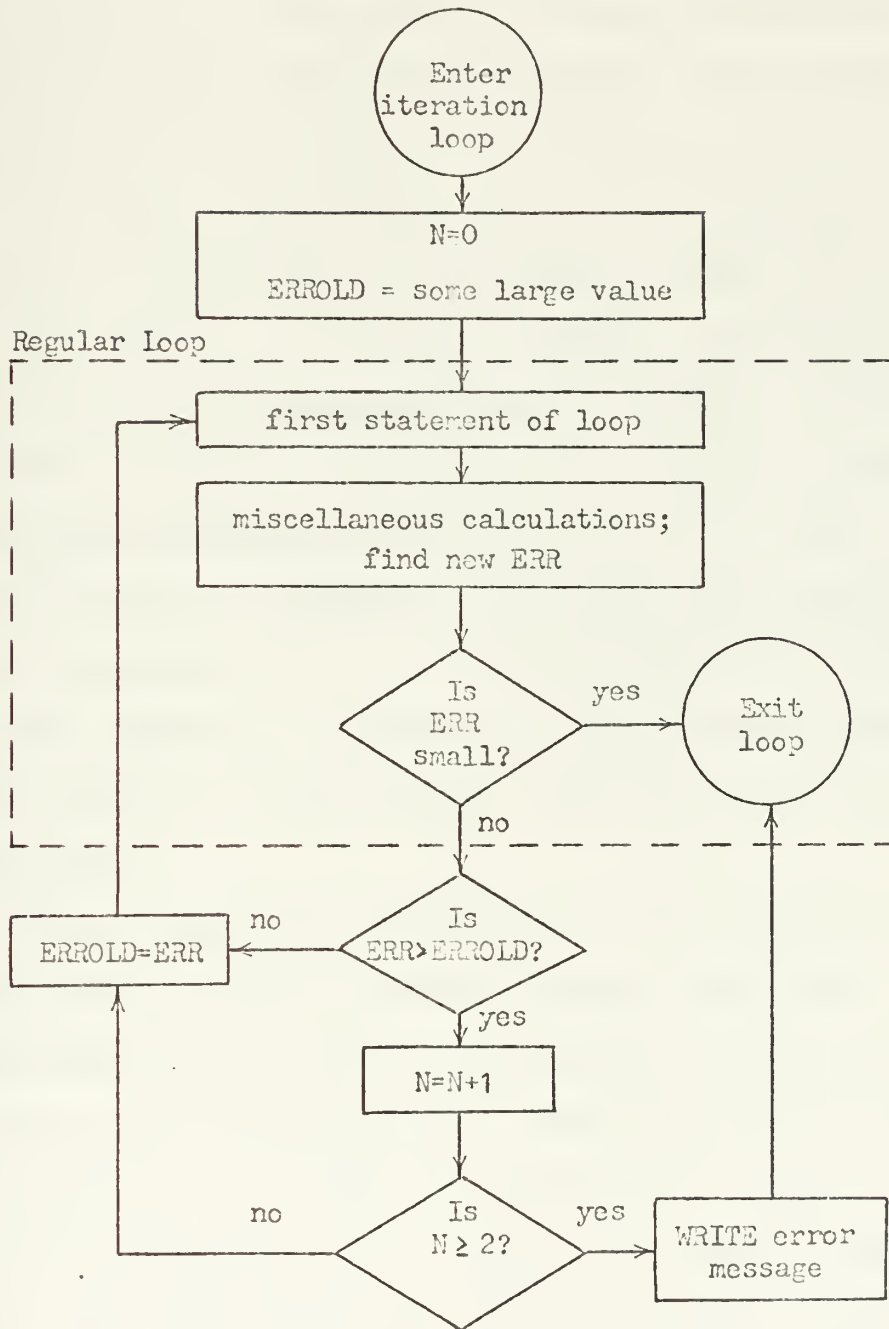 Enter
iteration
loop
N=0
ERROLD = some large value
Regular Loop
first statement of loop
miscellaneous calculations;
find new ERR
Is
ERR
small?
yes
Exit
loop
no
Is
ERR>ERROLD?
no
ERROLD=ERR
yes
N=N+1
Is
N ≥ 2?
no
yes
WRITE error
message